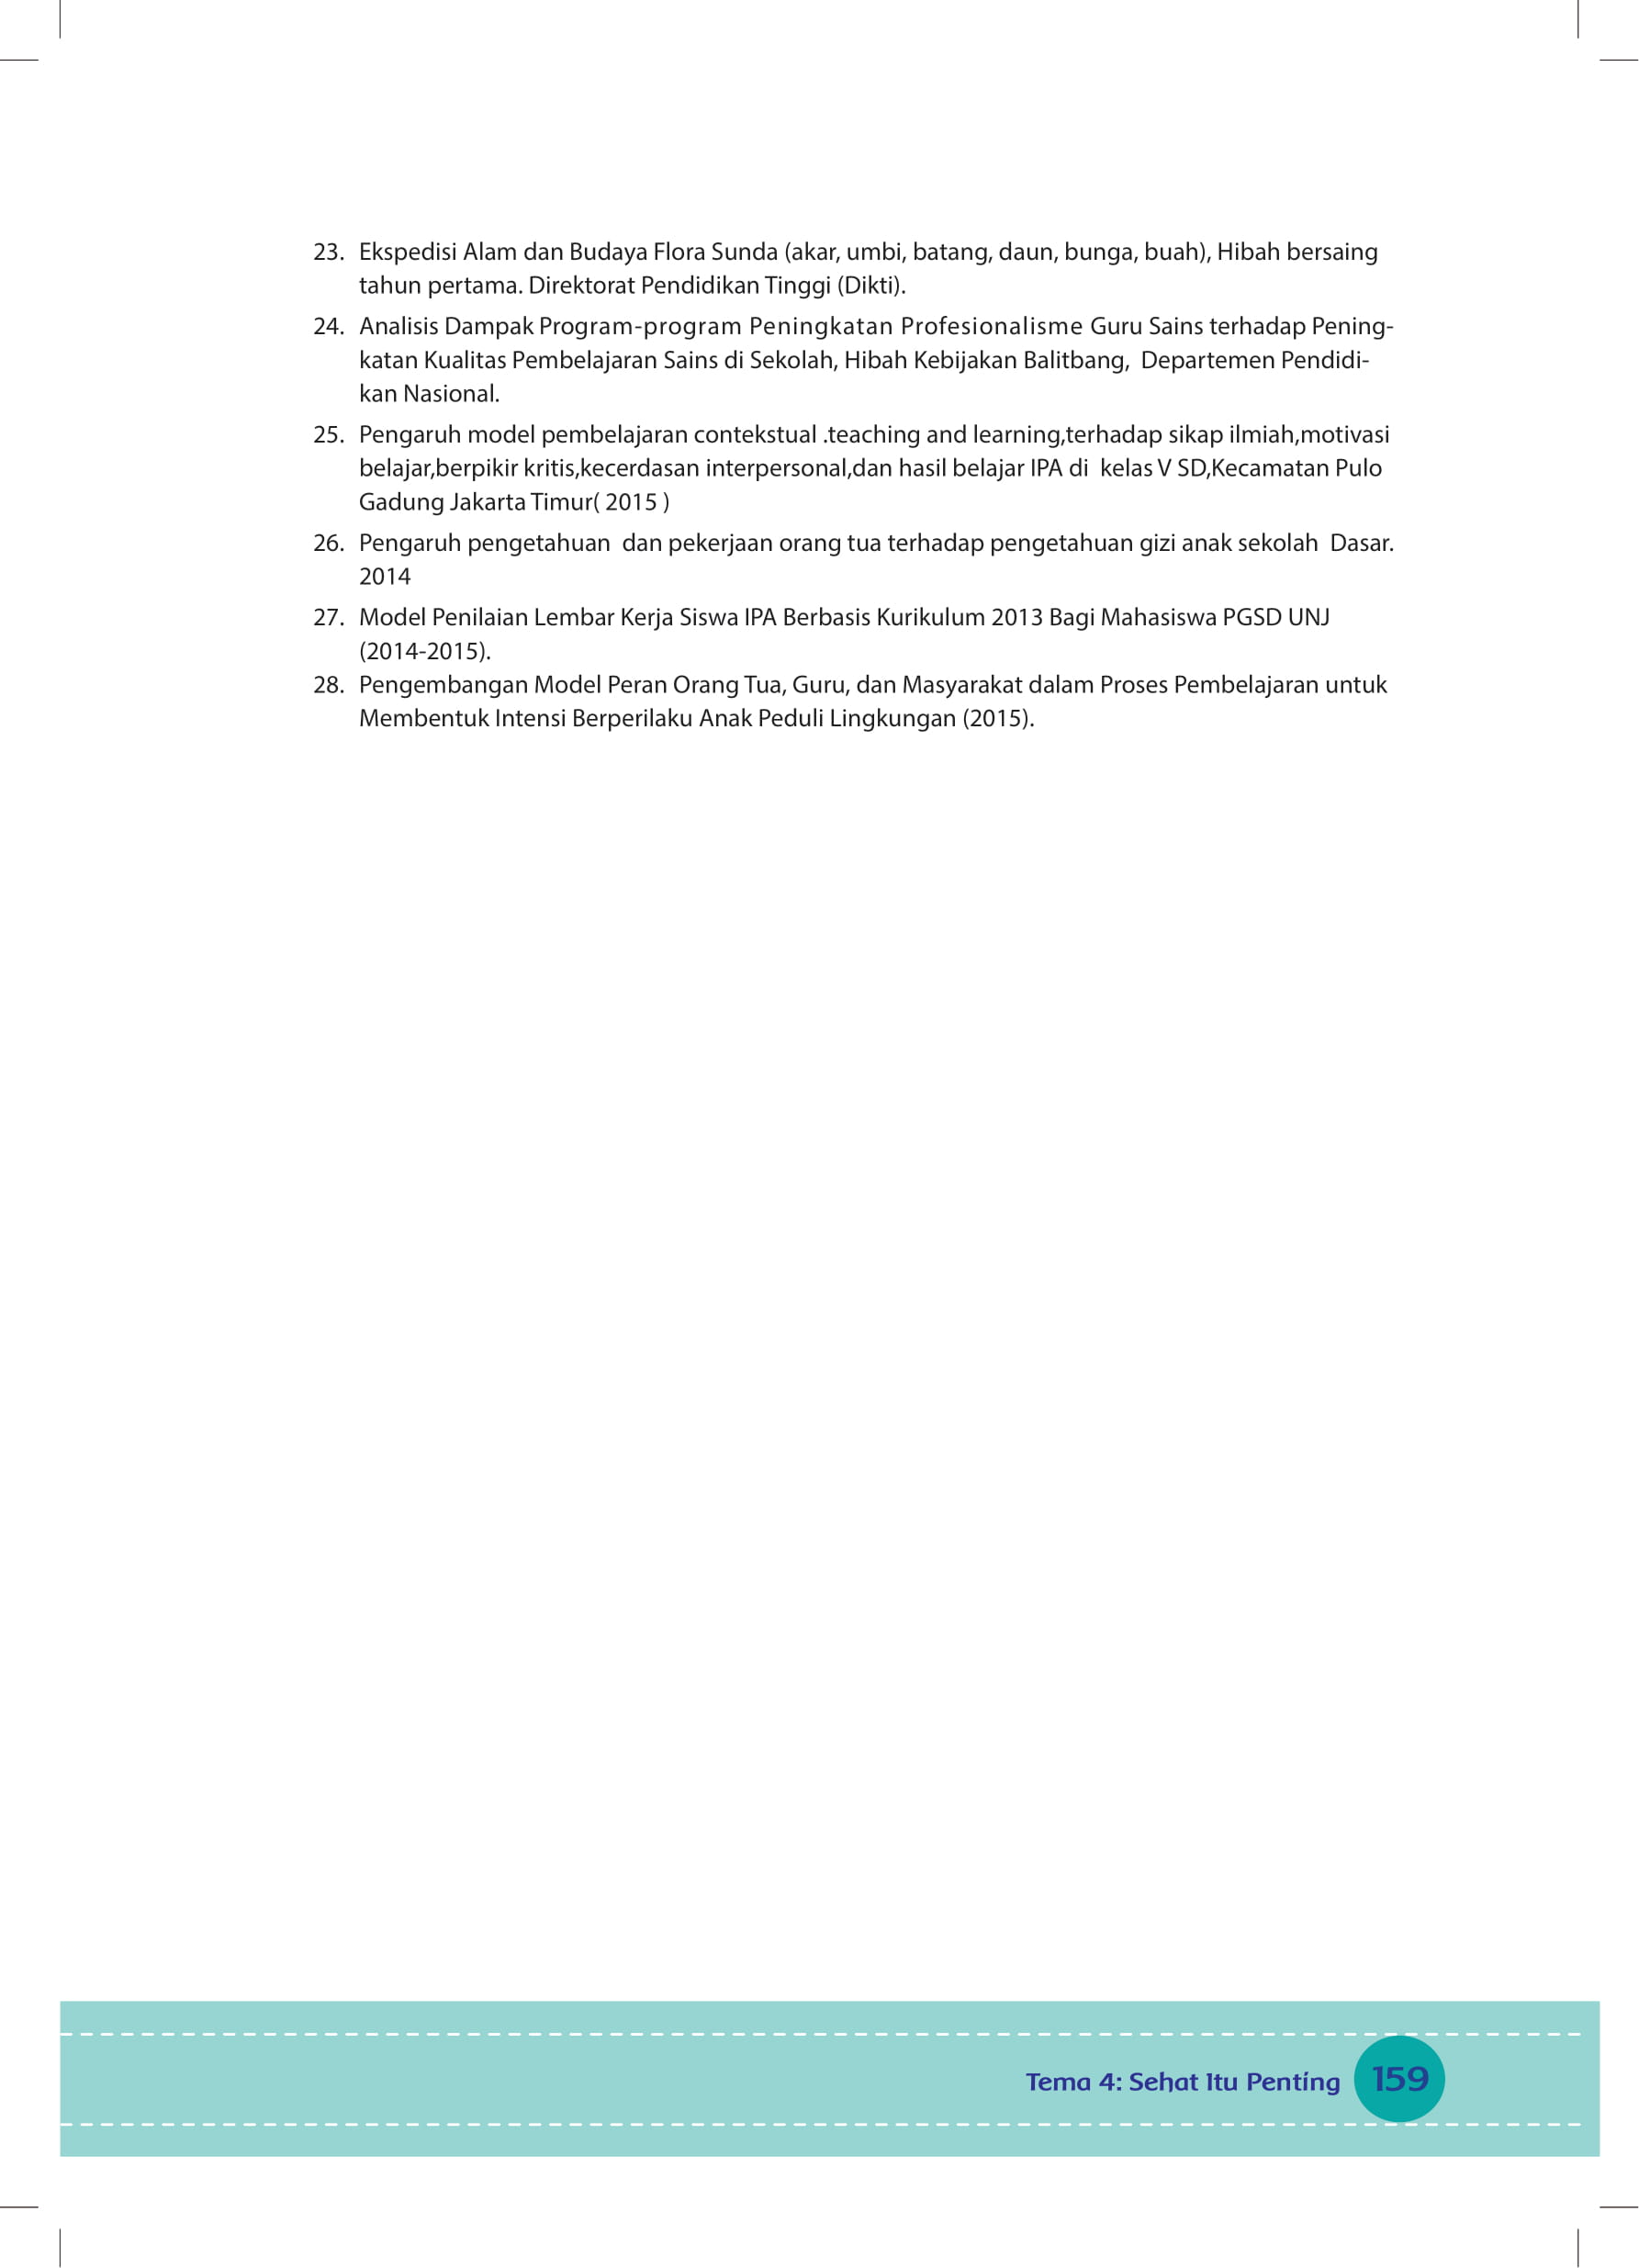 23. Ekspedisi Alam dan Budaya Flora Sunda (akar, umbi, batang, daun, bunga, buah), Hibah bersaing
tahun pertama. Direktorat Pendidikan Tinggi (Dikti).
24. Analisis Dampak Program-program Peningkatan Profesionalisme Guru Sains terhadap Pening-
katan Kualitas Pembelajaran Sains di Sekolah, Hibah Kebijakan Balitbang, Departemen Pendidi-
kan Nasional.
25. Pengaruh model pembelajaran contekstual .teaching and learning,terhadap sikap ilmiah,motivasi
belajar,berpikir kritis,kecerdasan interpersonal,dan hasil belajar IPA di kelas V SD,Kecamatan Pulo
Gadung Jakarta Timur( 2015 )
26. Pengaruh pengetahuan dan pekerjaan orang tua terhadap pengetahuan gizi anak sekolah Dasar.
2014
27. Model Penilaian Lembar Kerja Siswa IPA Berbasis Kurikulum 2013 Bagi Mahasiswa PGSD UNJ
(2014-2015).
28. Pengembangan Model Peran Orang Tua, Guru, dan Masyarakat dalam Proses Pembelajaran untuk
Membentuk Intensi Berperilaku Anak Peduli Lingkungan (2015).
Tema 4: Sehat Itu Penting 159